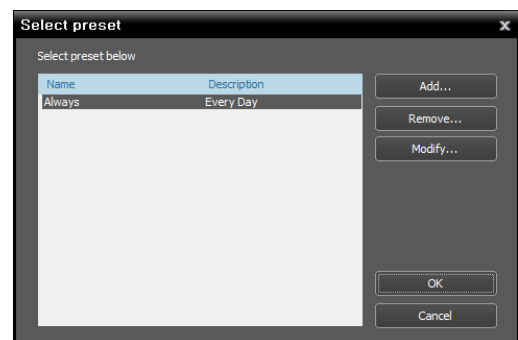 Select preset x
Select preset below
Name Description
Always Every Day
Add...
Remove...
Modify...
OK
Cancel